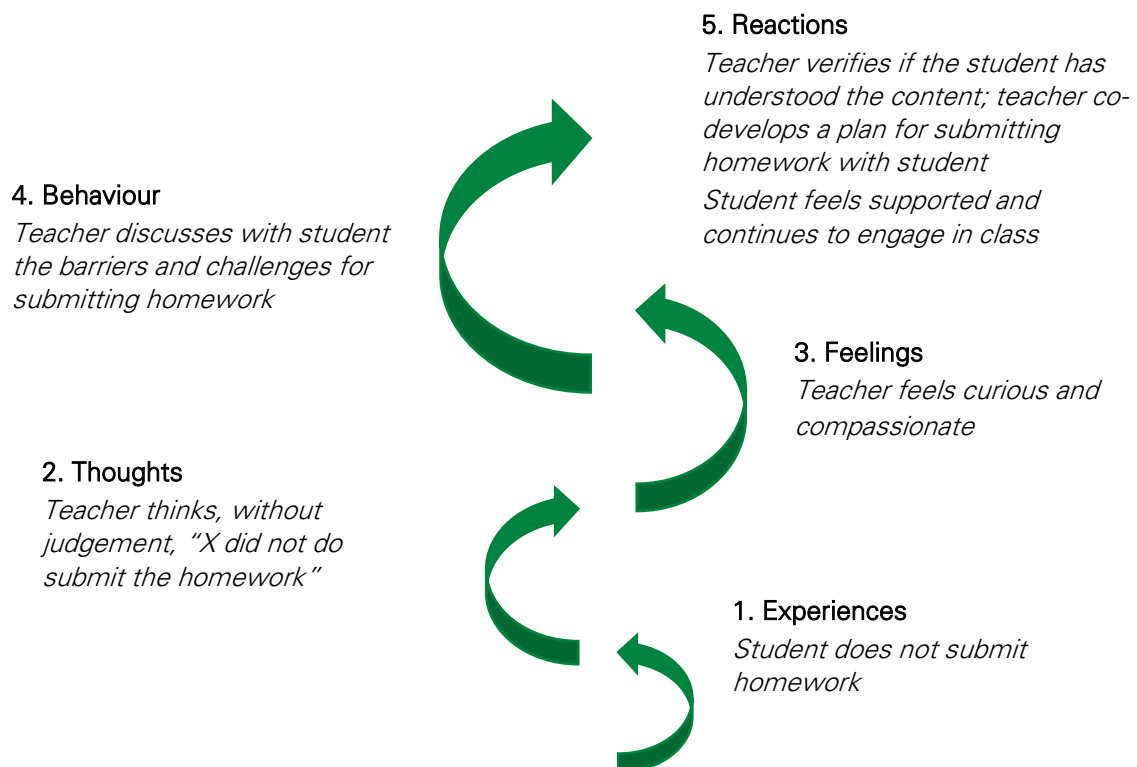 5. Reactions
Teacher verifies if the student has
understood the content; teacher co-
develops a plan for submitting
homework with student
Student feels supported and
continues to engage in class
4. Behaviour
Teacher discusses with student
the barriers and challenges for
submitting homework
3. Feelings
Teacher feels curious and
compassionate
2. Thoughts
Teacher thinks, without
judgement, “X did not do
submit the homework”
1. Experiences
Student does not submit
homework